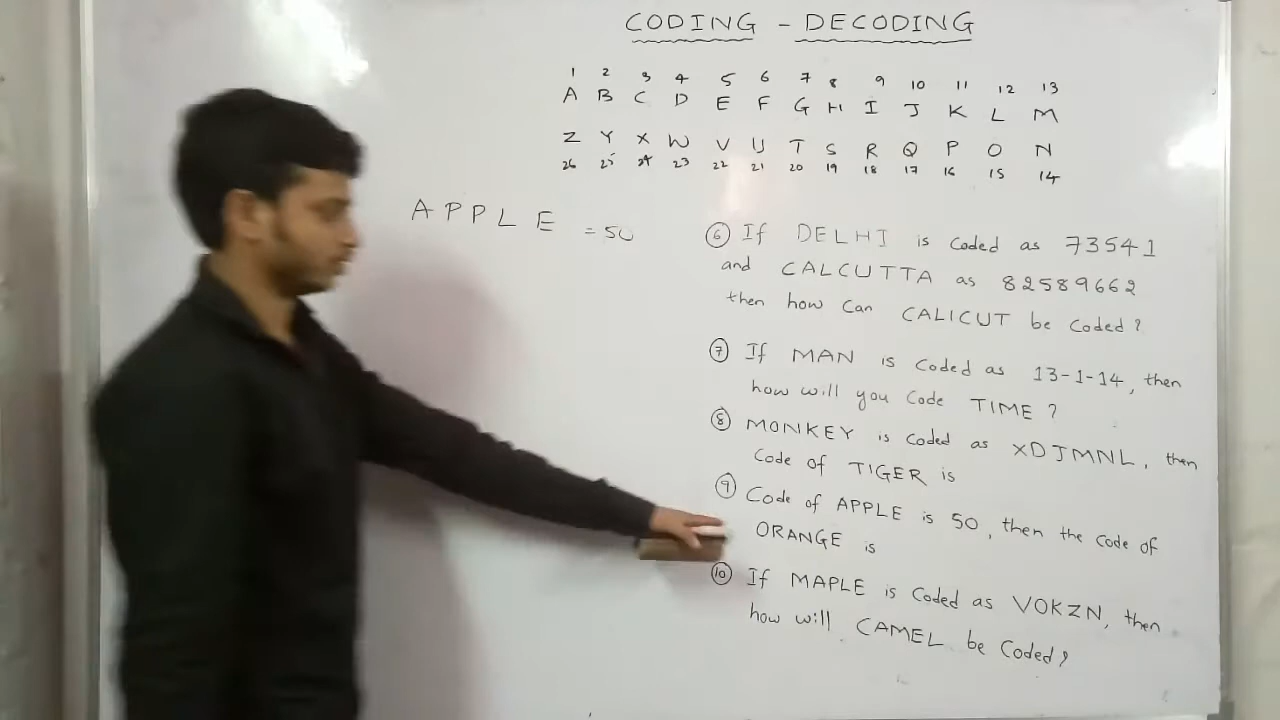 CODING - DECODING
1 2 3 4 5 6 7 8 9 10 11 12 13
A B C D E F G H I J K L M
Z Y X W V U T S R Q P O N
26 25 24 23 22 21 20 19 18 17 16 15 14
A P P L E = 50
⑥ If DELHI is coded as 73541
and CALCUTTA as 82589662
then how can CALICUT be coded?
⑦ If MAN is coded as 13-1-14, then
how will you code TIME?
⑧ MONKEY is coded as XDJMNL, then
Code of TIGER is
⑨ Code of APPLE is 50, then the code of
ORANGE is
⑩ If MAPLE is coded as VOKZN, then
how will CAMEL be coded?